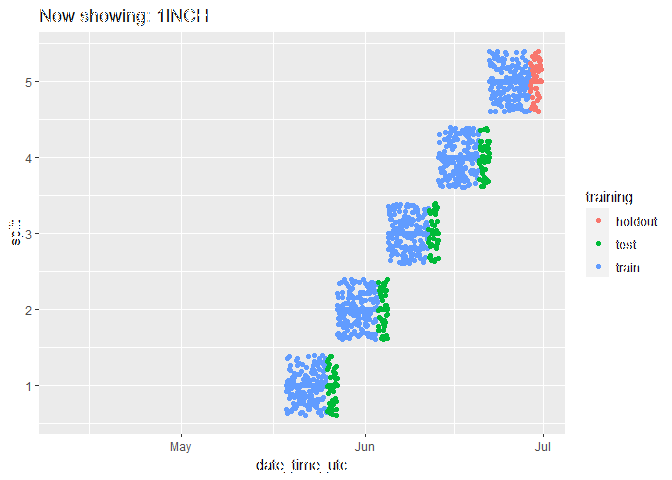 Now showing: 1INCH
5
4
3
2
1
May
Jun
Jul
date_time_utc
training
holdout
test
train